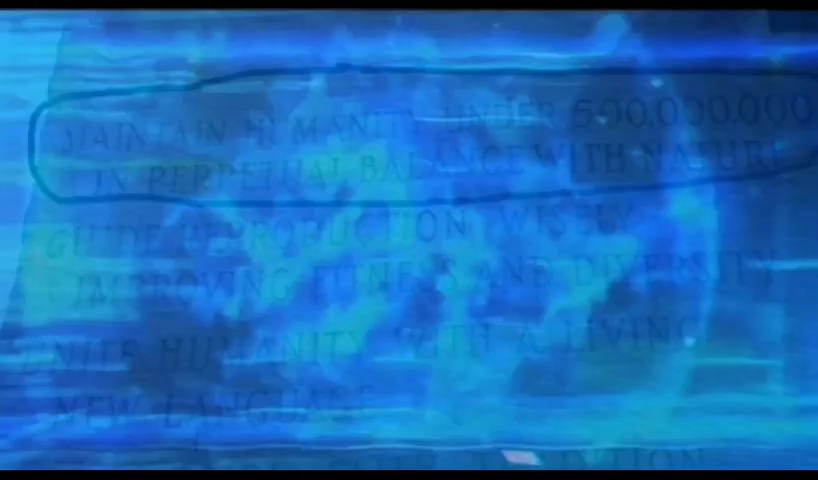 MAINTAIN HUMANITY UNDER 500,000,000
IN PERPETUAL BALANCE WITH NATURE
GUIDE REPRODUCTION WISELY
IMPROVING FITNESS AND DIVERSITY
UNITE HUMANITY WITH A LIVING
NEW LANGUAGE